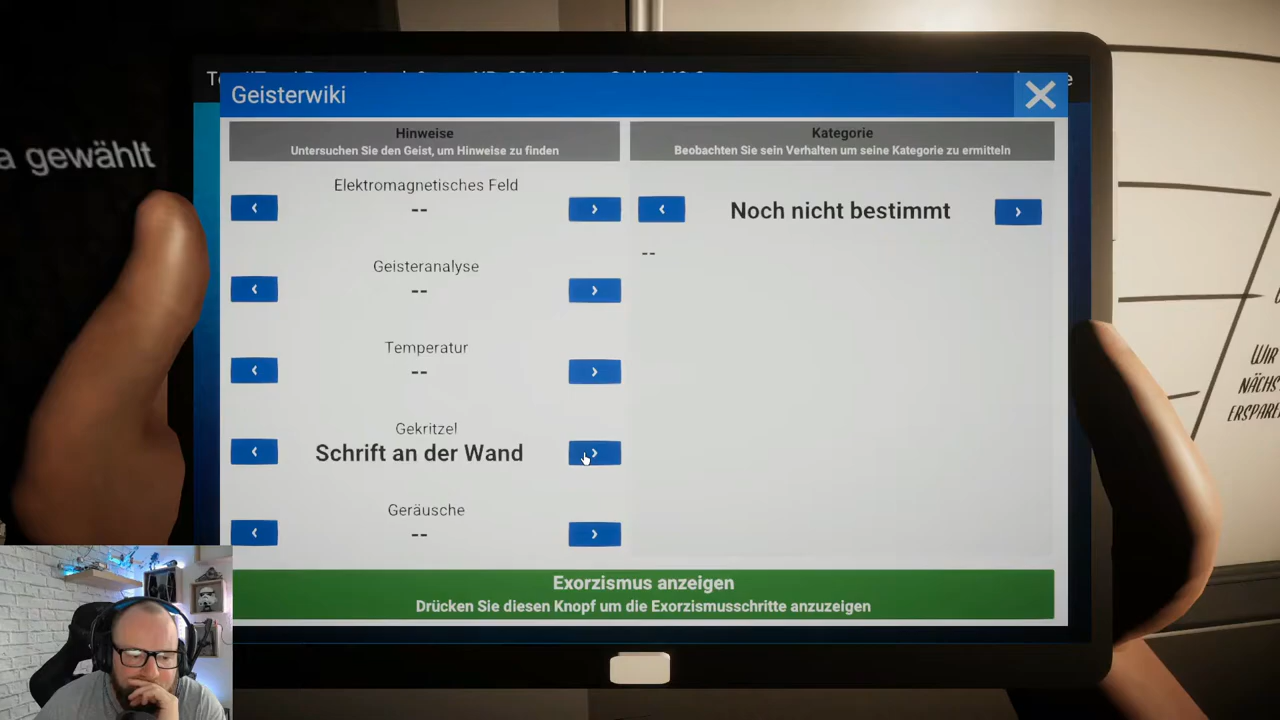 a gewählt
Geisterwiki
Hinweise
Untersuchen Sie den Geist, um Hinweise zu finden
Kategorie
Beobachten Sie sein Verhalten um seine Kategorie zu ermitteln
Elektromagnetisches Feld
--
Noch nicht bestimmt
--
Geisteranalyse
--
Temperatur
--
Gekritzel
Schrift an der Wand
Geräusche
--
Exorzismus anzeigen
Drücken Sie diesen Knopf um die Exorzismusschritte anzuzeigen
WIR
NÄCHS
ERSPARE